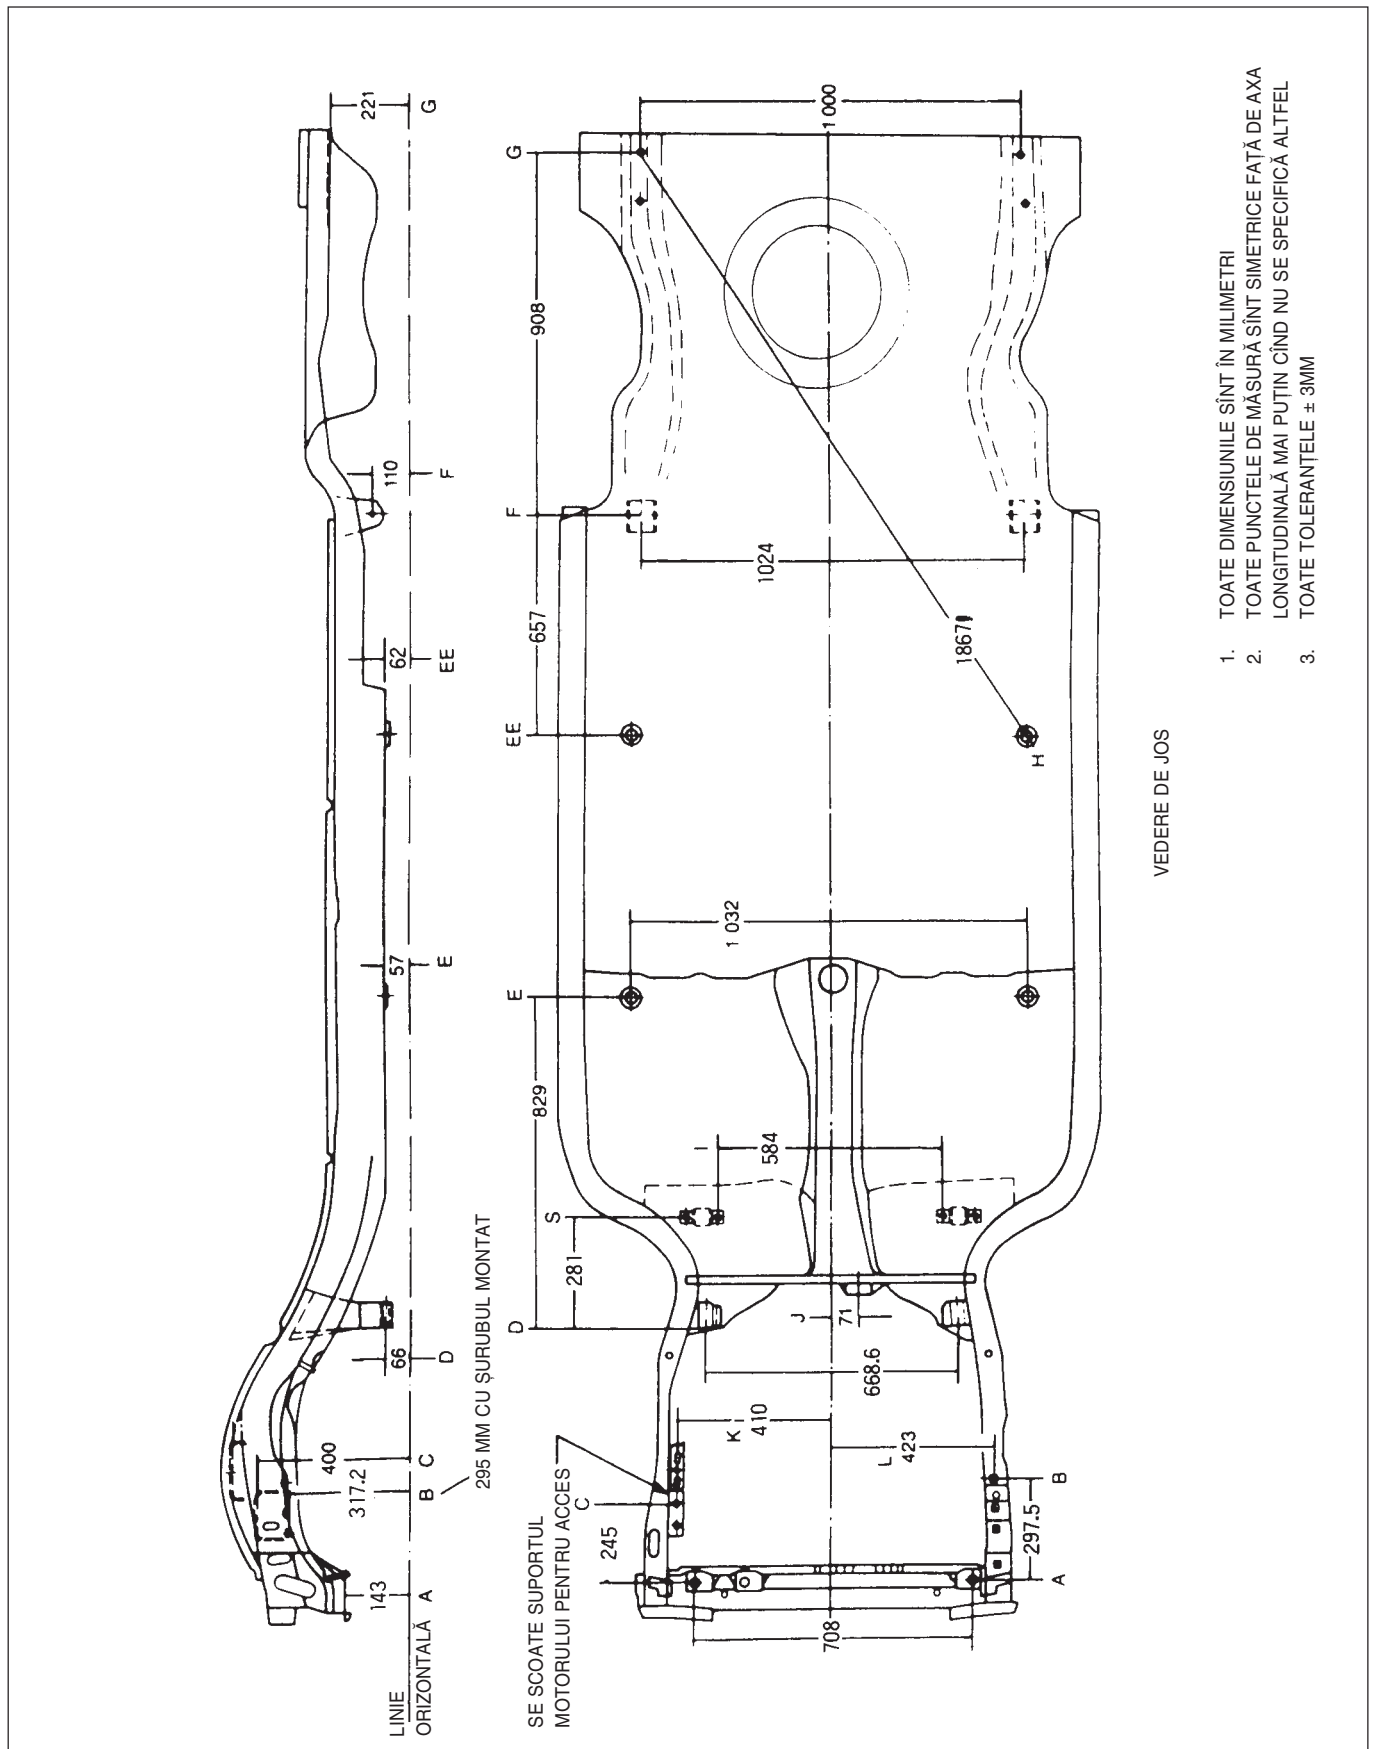 221
G
110
F
62
EE
57
E
66
D
400
C
317.2
B
295 MM CU ȘURUBUL MONTAT
143
A
LINIE
ORIZONTALĂ
G
908
F
657
EE
E
829
S
281
D
SE SCOATE SUPORTUL
MOTORULUI PENTRU ACCES
C
245
1 000
1024
1867
H
1 032
I
584
J
71
668.6
K
410
L
423
B
297.5
A
708
VEDERE DE JOS
1. TOATE DIMENSIUNILE SÎNT ÎN MILIMETRI
2. TOATE PUNCTELE DE MĂSURĂ SÎNT SIMETRICE FAȚĂ DE AXA
LONGITUDINALĂ MAI PUȚIN CÎND NU SE SPECIFICĂ ALTFEL
3. TOATE TOLERANȚELE ± 3MM